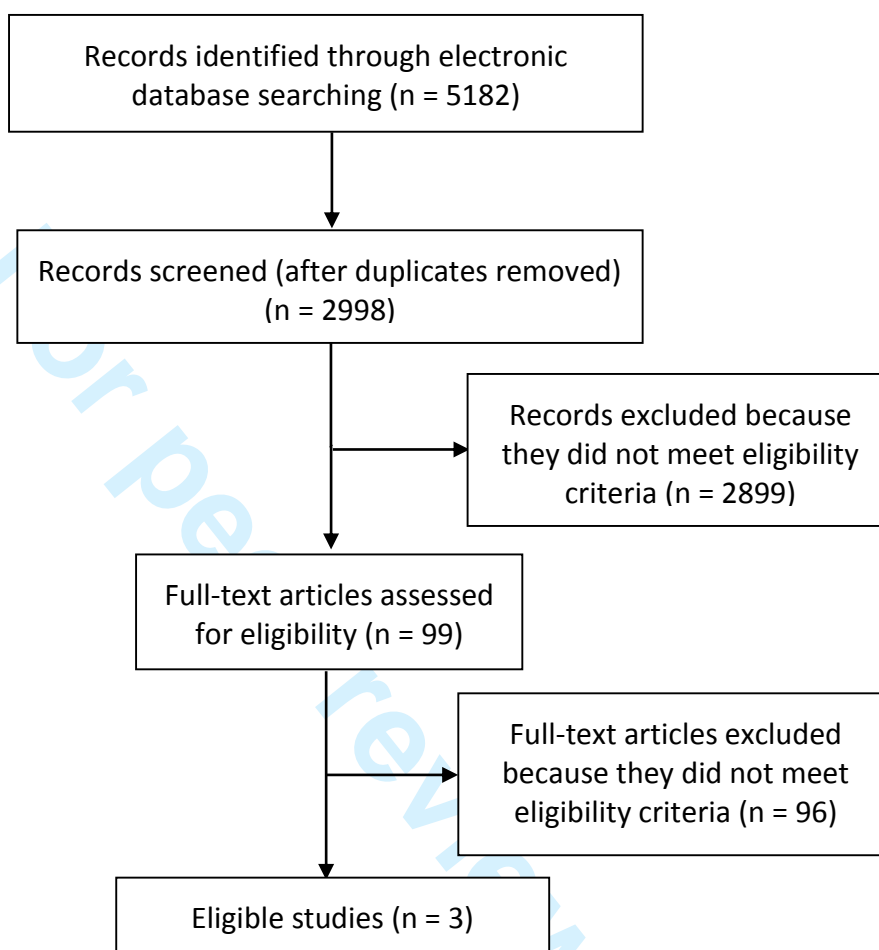 Records identified through electronic
database searching (n = 5182)
Records screened (after duplicates removed)
(n = 2998)
Records excluded because
they did not meet eligibility
criteria (n = 2899)
Full-text articles assessed
for eligibility (n = 99)
Full-text articles excluded
because they did not meet
eligibility criteria (n = 96)
Eligible studies (n = 3)